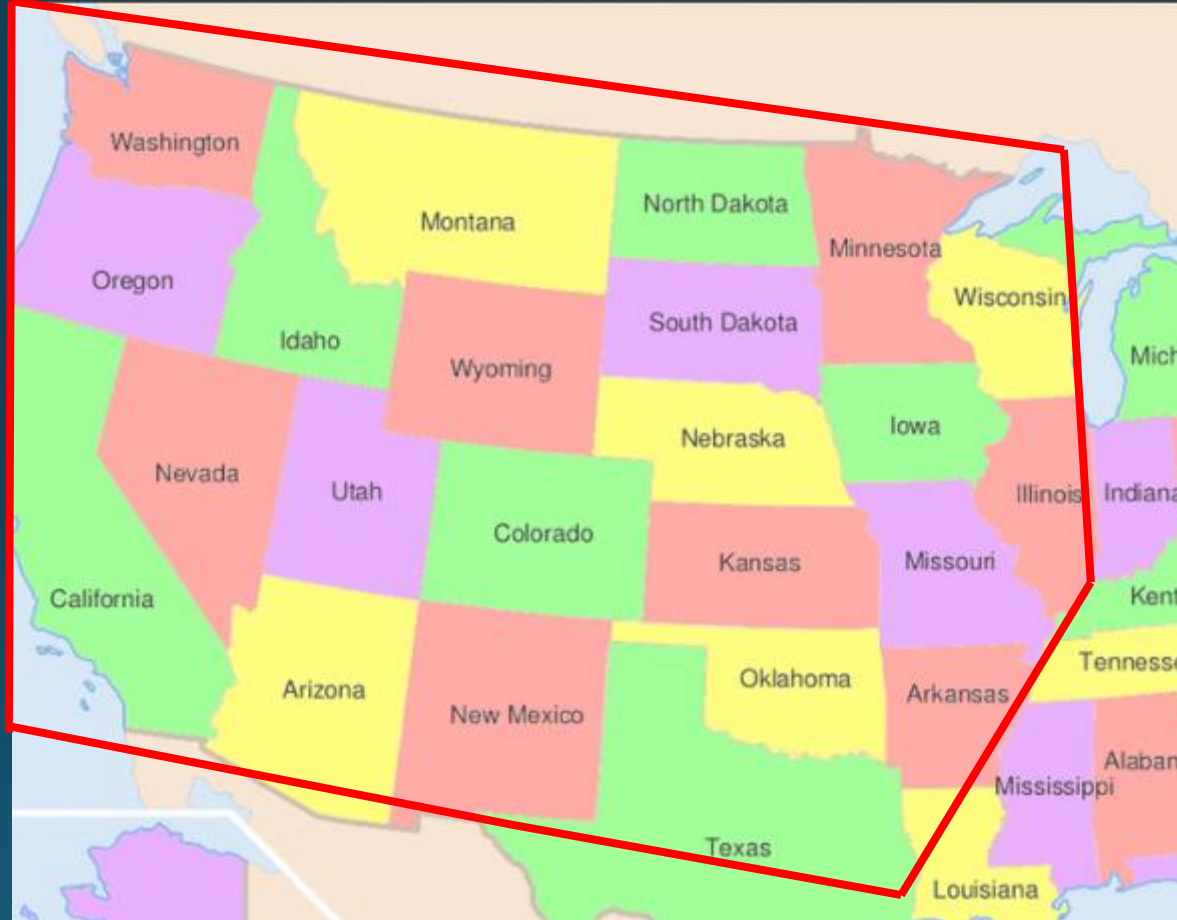 Washington
Montana
North Dakota
Minnesota
Oregon
Idaho
Wisconsin
South Dakota
Wyoming
Mich
Iowa
Nebraska
Nevada
Utah
Illinois
Indiana
Colorado
Kansas
Missouri
California
Kent
Tennesse
Arizona
Oklahoma
Arkansas
New Mexico
Alaban
Mississippi
Texas
Louisiana